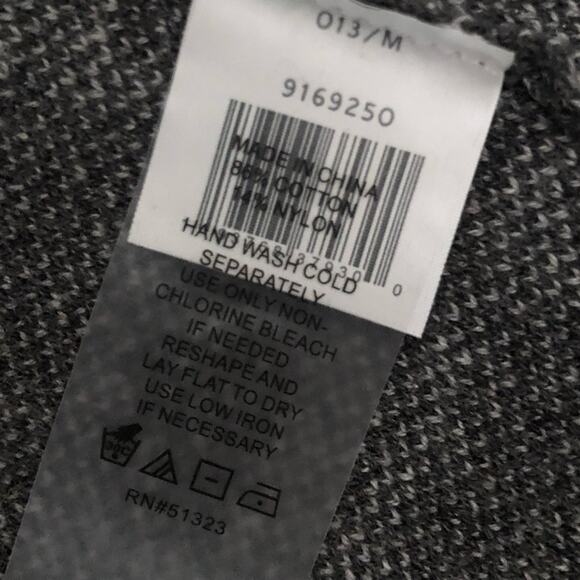 013/M
9169250
MADE IN CHINA
86% COTTON
14% NYLON
HAND WASH COLD
SEPARATELY
USE ONLY NON-
CHLORINE BLEACH
IF NEEDED
RESHAPE AND
LAY FLAT TO DRY
USE LOW IRON
IF NECESSARY
RN#51323